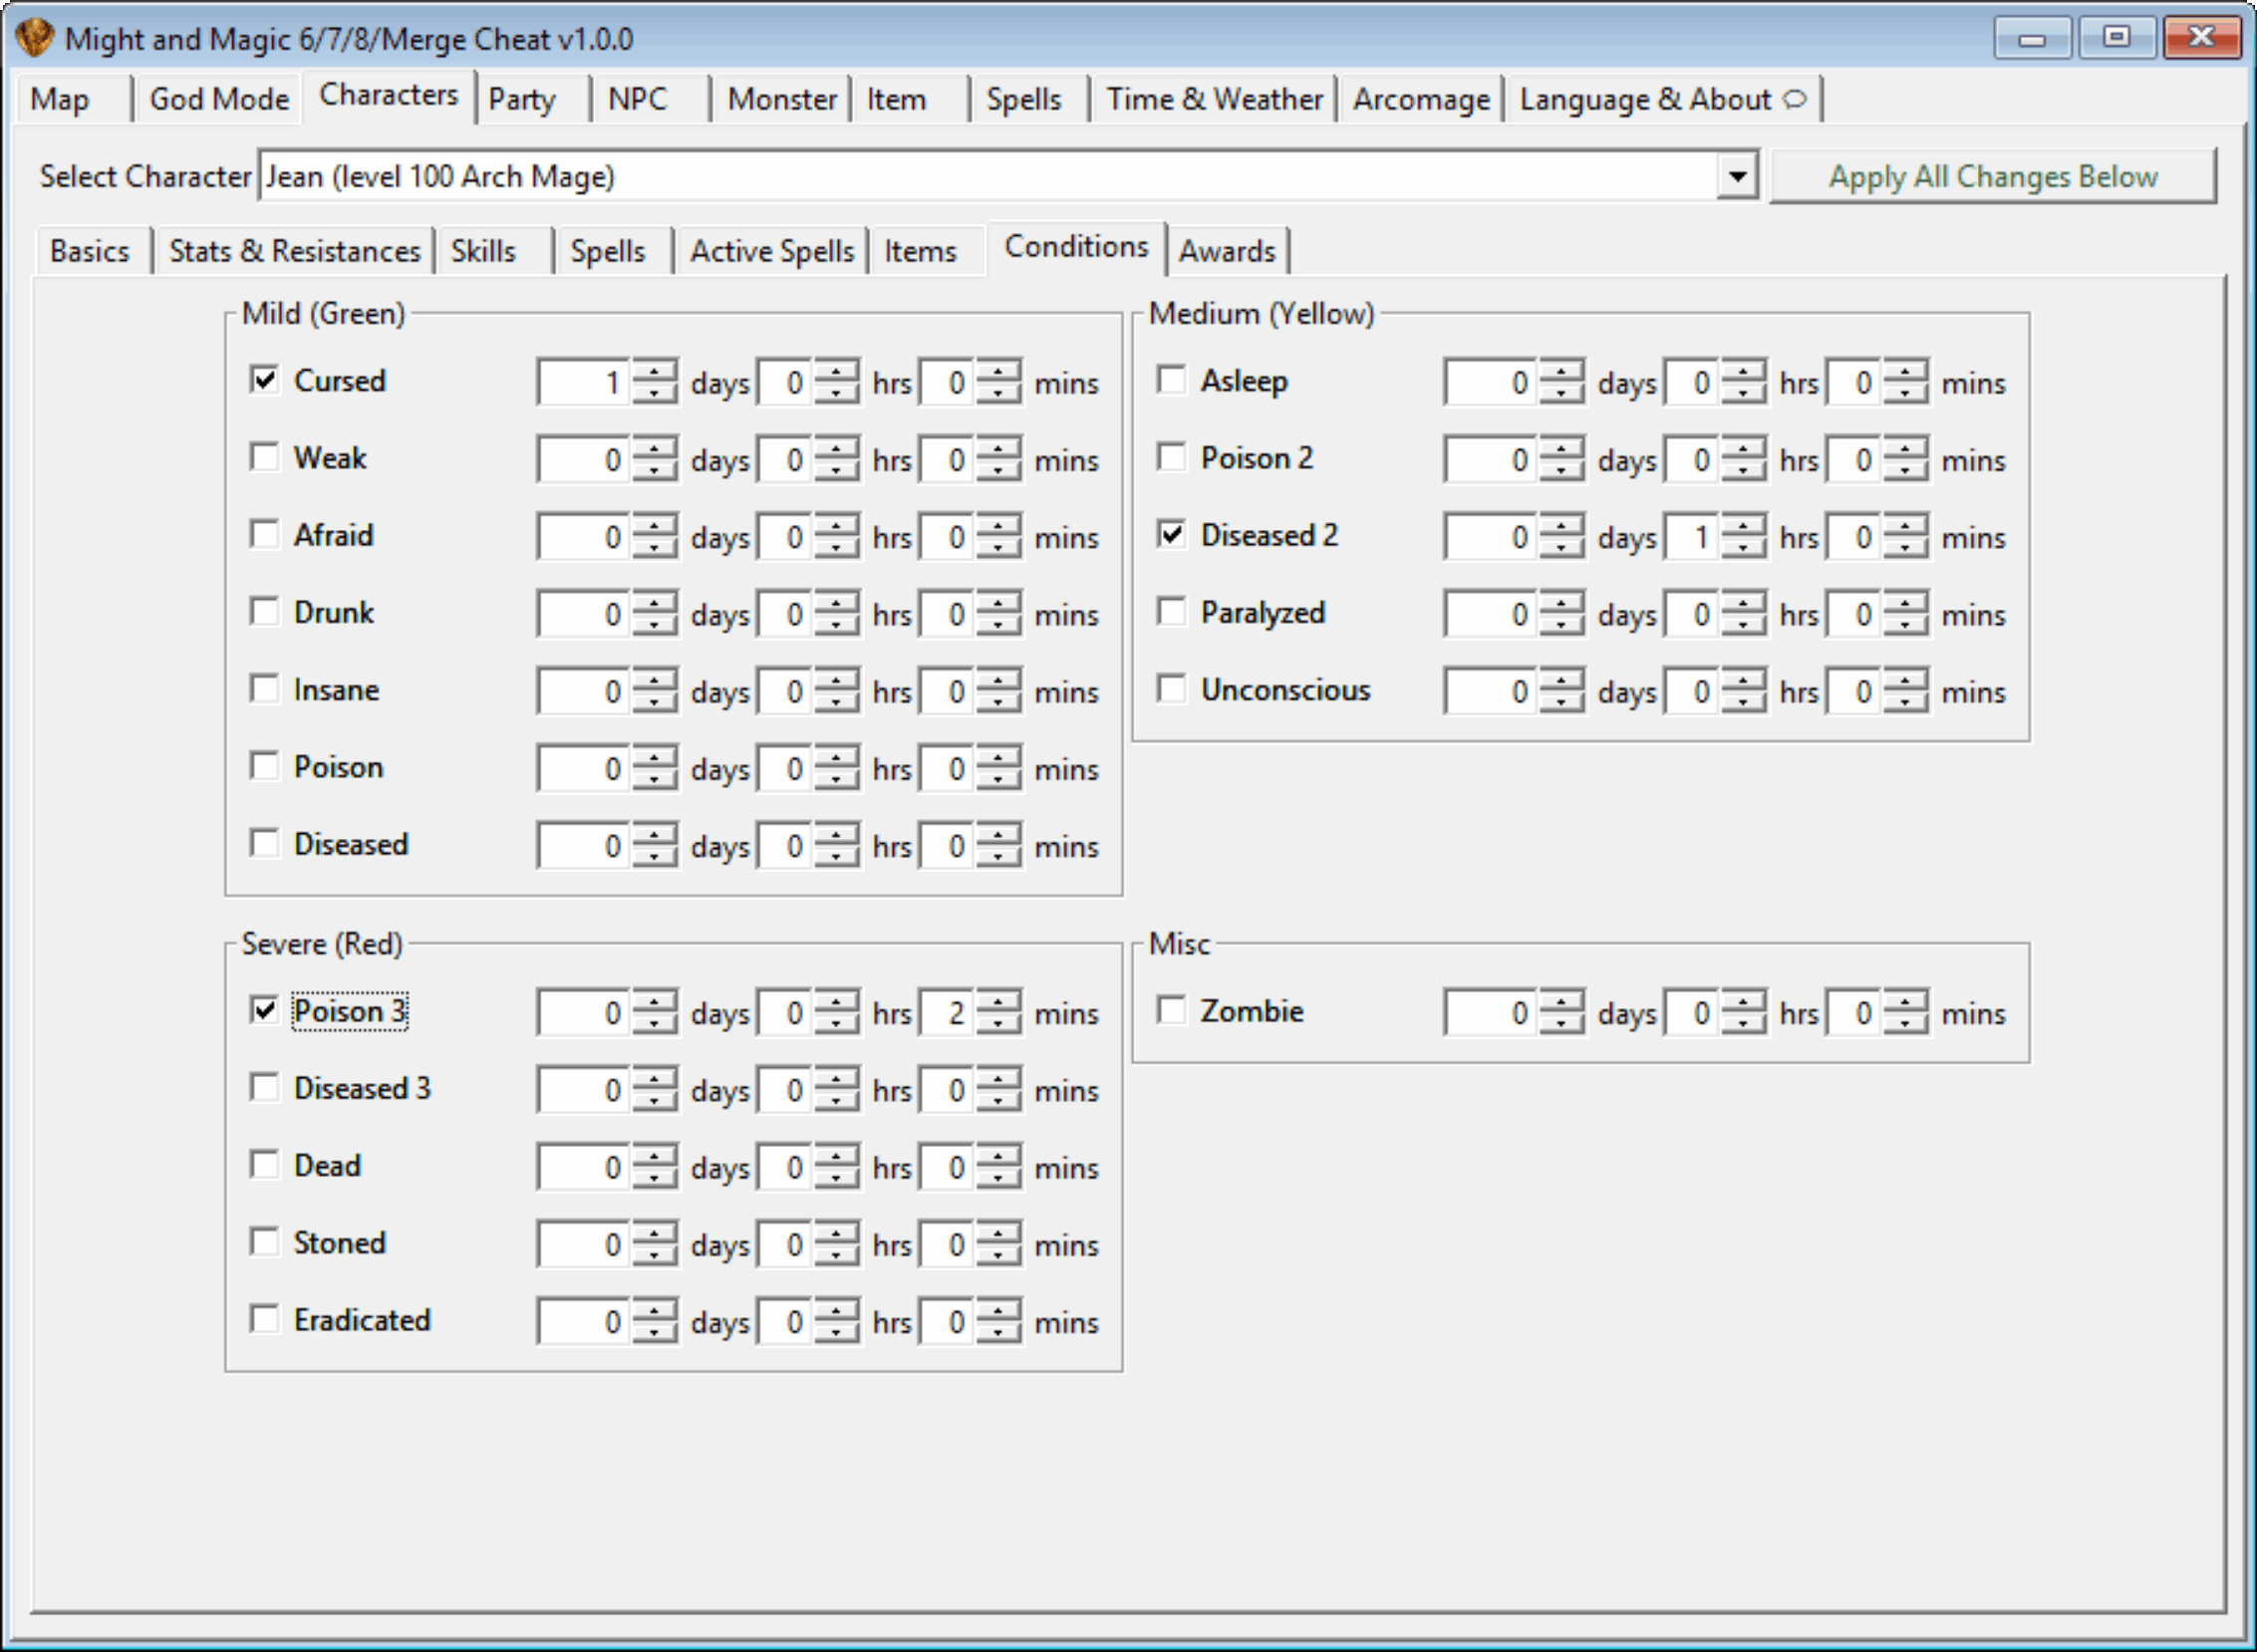 Might and Magic 6/7/8/Merge Cheat v1.0.0
Map God Mode Characters Party NPC Monster Item Spells Time & Weather Arcomage Language & About
Select Character Jean (level 100 Arch Mage) Apply All Changes Below
Basics Stats & Resistances Skills Spells Active Spells Items Conditions Awards
Mild (Green)
Cursed 1 days 0 hrs 0 mins
Weak 0 days 0 hrs 0 mins
Afraid 0 days 0 hrs 0 mins
Drunk 0 days 0 hrs 0 mins
Insane 0 days 0 hrs 0 mins
Poison 0 days 0 hrs 0 mins
Diseased 0 days 0 hrs 0 mins
Medium (Yellow)
Asleep 0 days 0 hrs 0 mins
Poison 2 0 days 0 hrs 0 mins
Diseased 2 0 days 1 hrs 0 mins
Paralyzed 0 days 0 hrs 0 mins
Unconscious 0 days 0 hrs 0 mins
Severe (Red)
Poison 3 0 days 0 hrs 2 mins
Diseased 3 0 days 0 hrs 0 mins
Dead 0 days 0 hrs 0 mins
Stoned 0 days 0 hrs 0 mins
Eradicated 0 days 0 hrs 0 mins
Misc
Zombie 0 days 0 hrs 0 mins